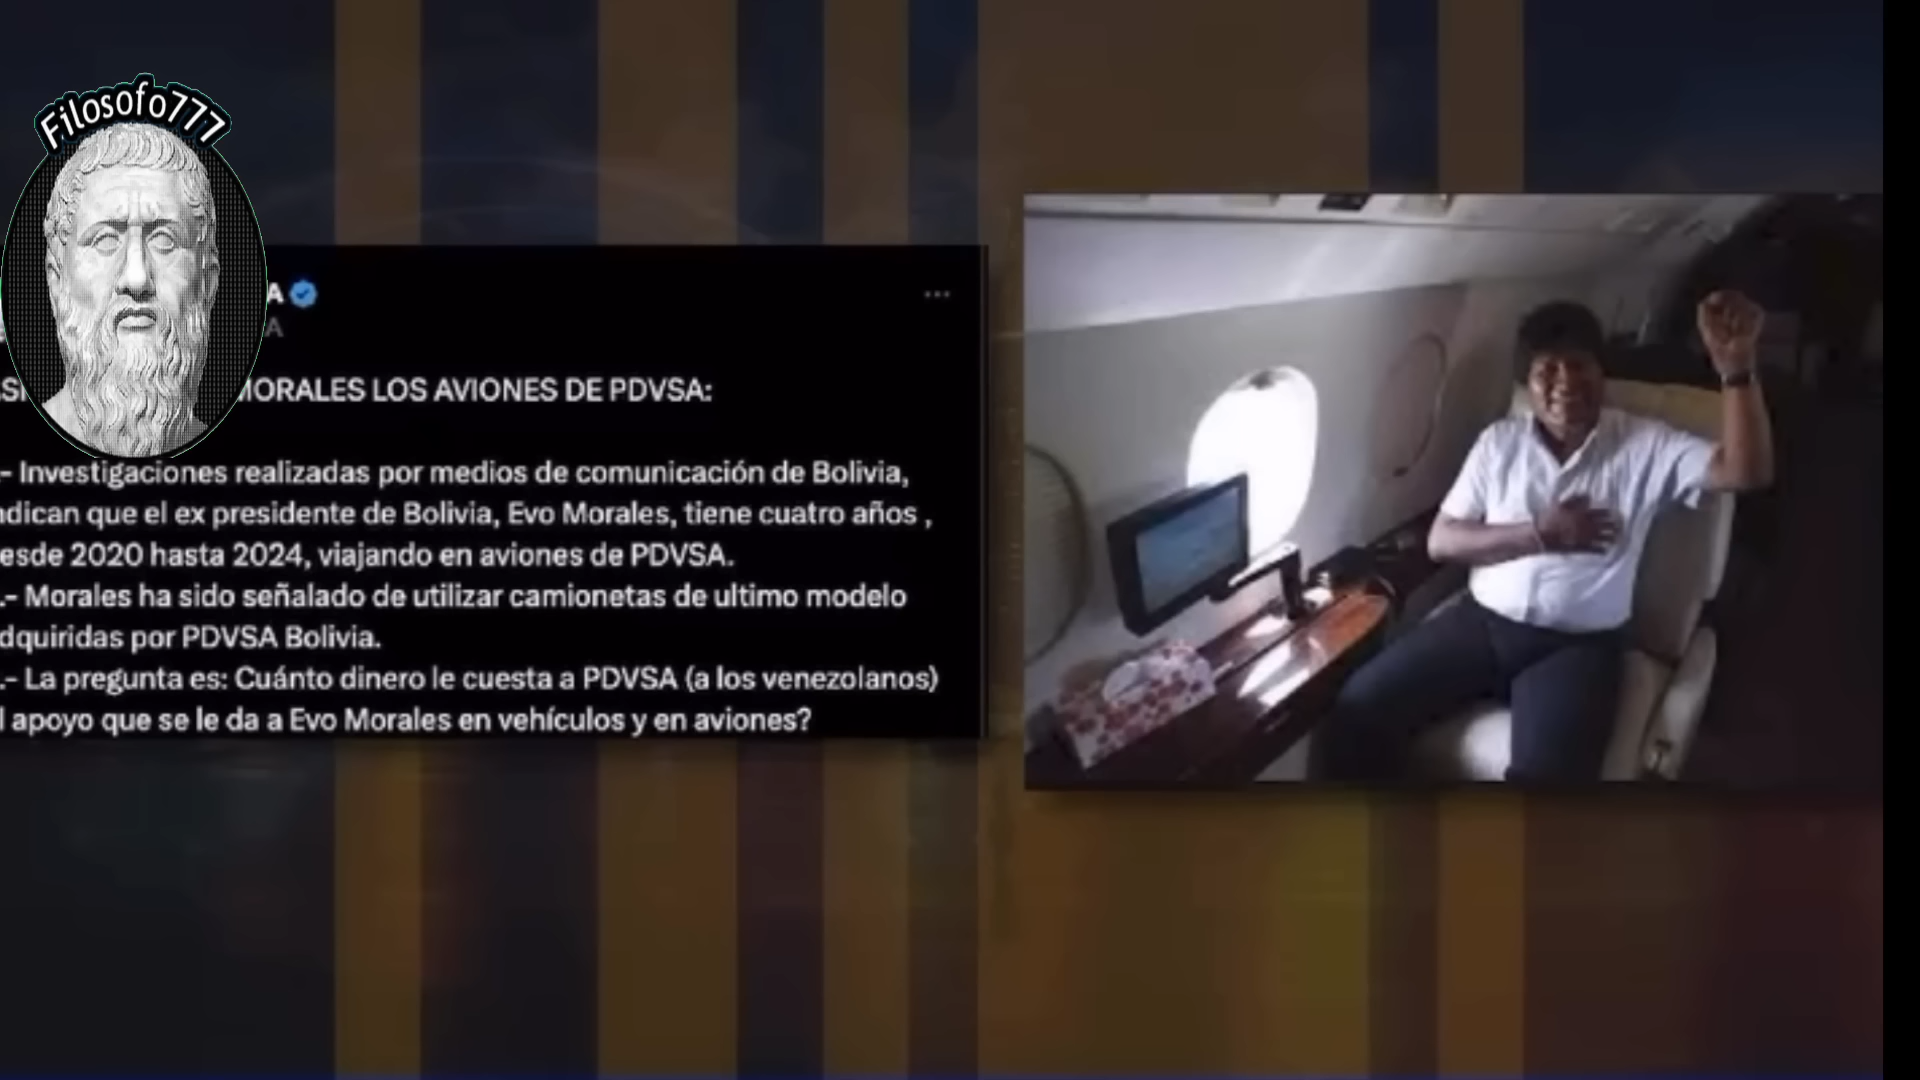 Filosofo777
A
A
MORALES LOS AVIONES DE PDVSA:
.- Investigaciones realizadas por medios de comunicación de Bolivia,
ndican que el ex presidente de Bolivia, Evo Morales, tiene cuatro años ,
esde 2020 hasta 2024, viajando en aviones de PDVSA.
.- Morales ha sido señalado de utilizar camionetas de ultimo modelo
dquiridas por PDVSA Bolivia.
.- La pregunta es: Cuánto dinero le cuesta a PDVSA (a los venezolanos)
l apoyo que se le da a Evo Morales en vehículos y en aviones?